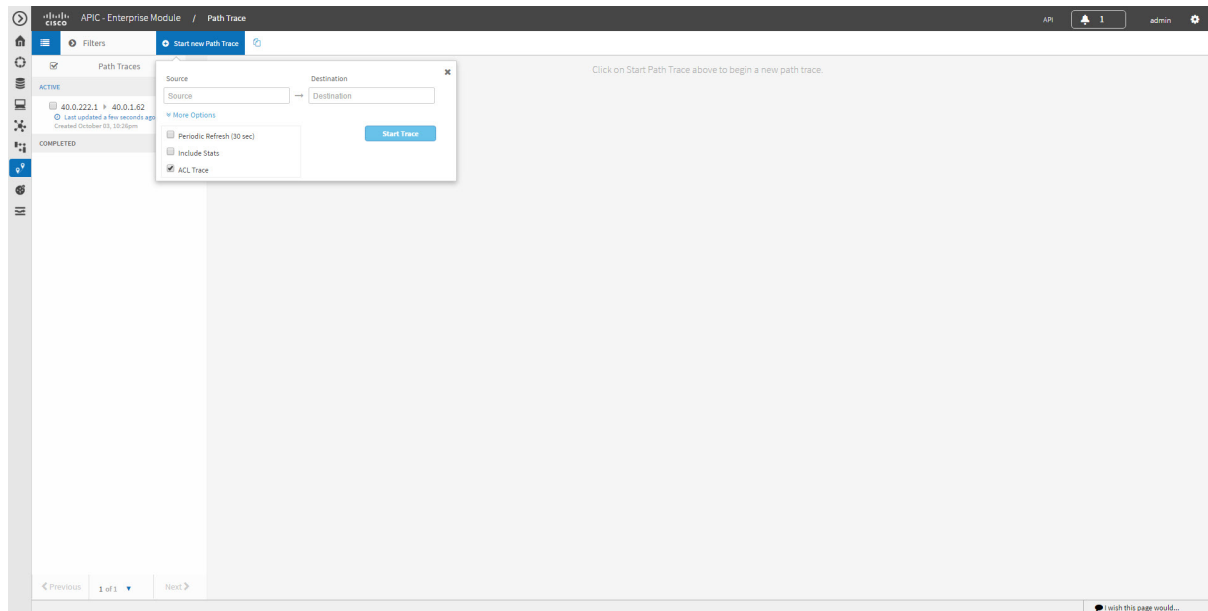 cisco APIC - Enterprise Module / Path Trace API 1 admin
Filters Start new Path Trace
Path Traces
Click on Start Path Trace above to begin a new path trace.
Source Destination
Source Destination
More Options
Periodic Refresh (30 sec)
Start Trace
Include Stats
ACL Trace
ACTIVE
40.0.222.1 40.0.1.62
Last updated a few seconds ago
Created October 03, 10:26pm
COMPLETED
Previous 1 of 1 Next
I wish this page would...